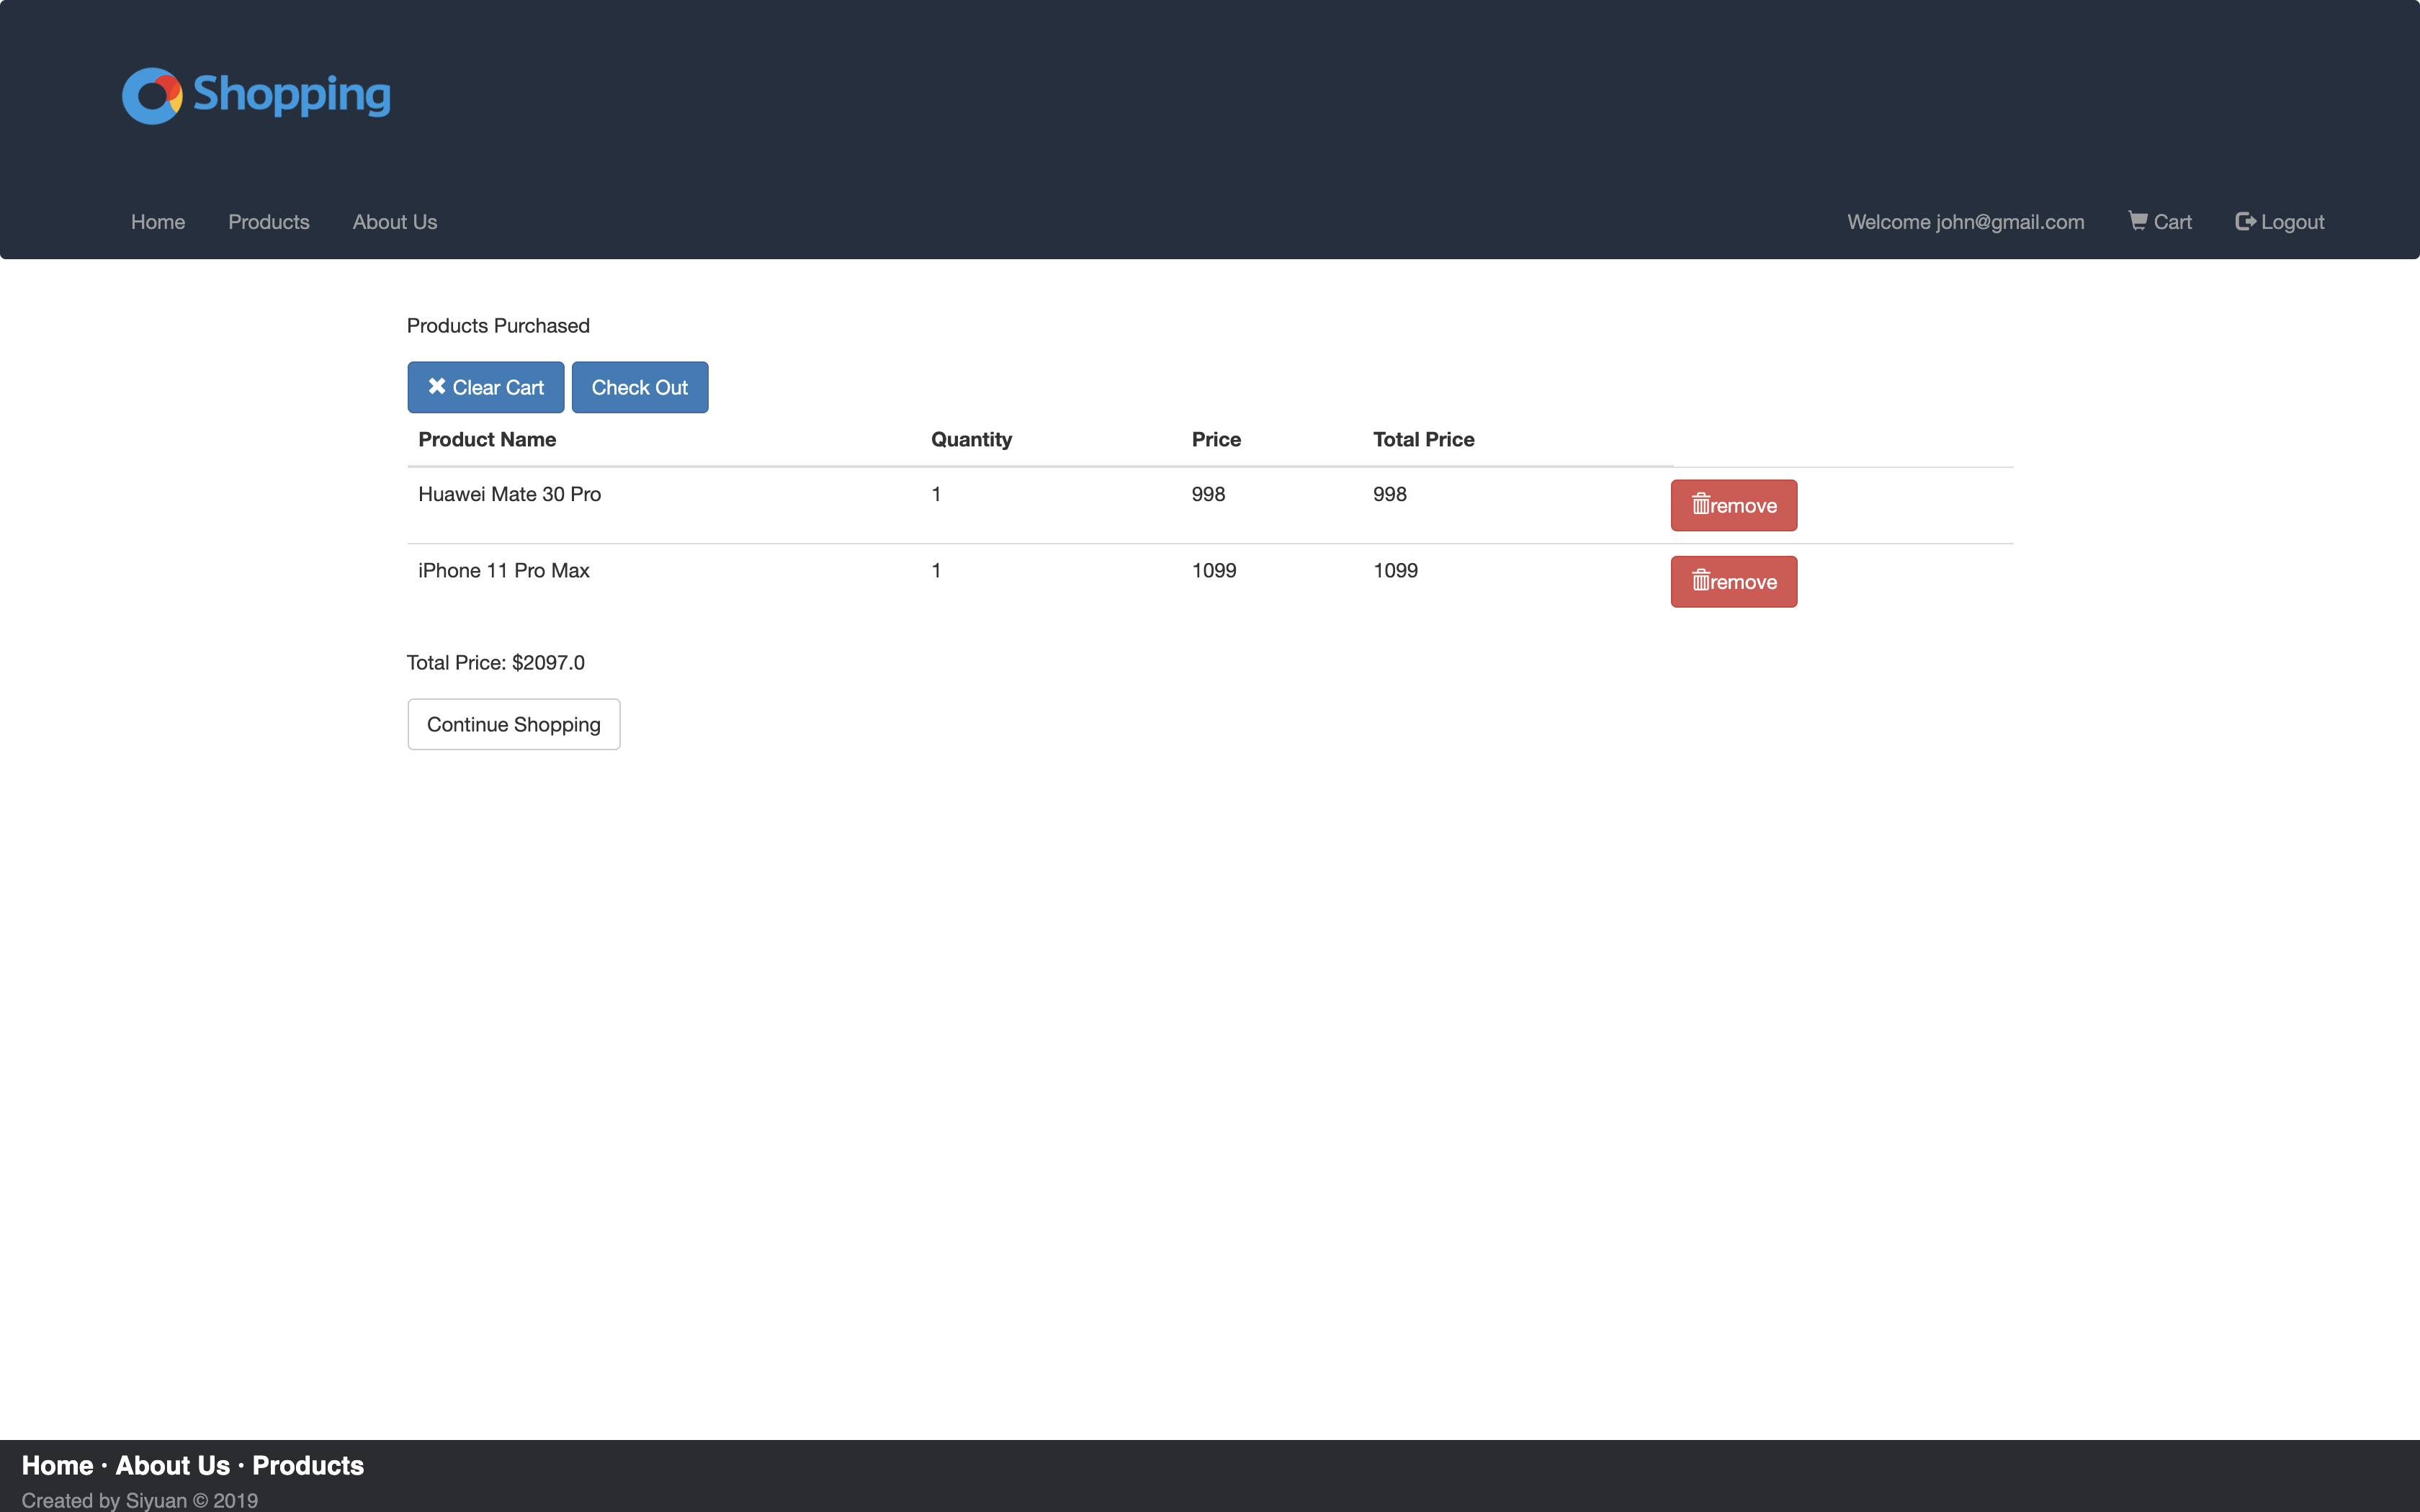 Shopping
Home Products About Us Welcome john@gmail.com Cart Logout
Products Purchased
Clear Cart Check Out
Product Name Quantity Price Total Price
Huawei Mate 30 Pro 1 998 998 remove
iPhone 11 Pro Max 1 1099 1099 remove
Total Price: $2097.0
Continue Shopping
Home · About Us · Products
Created by Siyuan © 2019